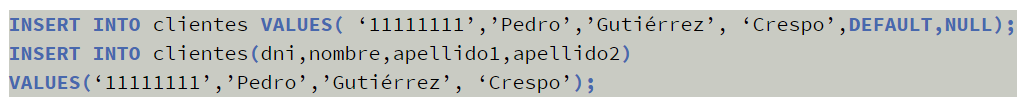 INSERT INTO clientes VALUES( ‘11111111’,’Pedro’,’Gutiérrez’, ‘Crespo’,DEFAULT,NULL);
INSERT INTO clientes(dni,nombre,apellido1,apellido2)
VALUES(‘11111111’,’Pedro’,’Gutiérrez’, ‘Crespo’);